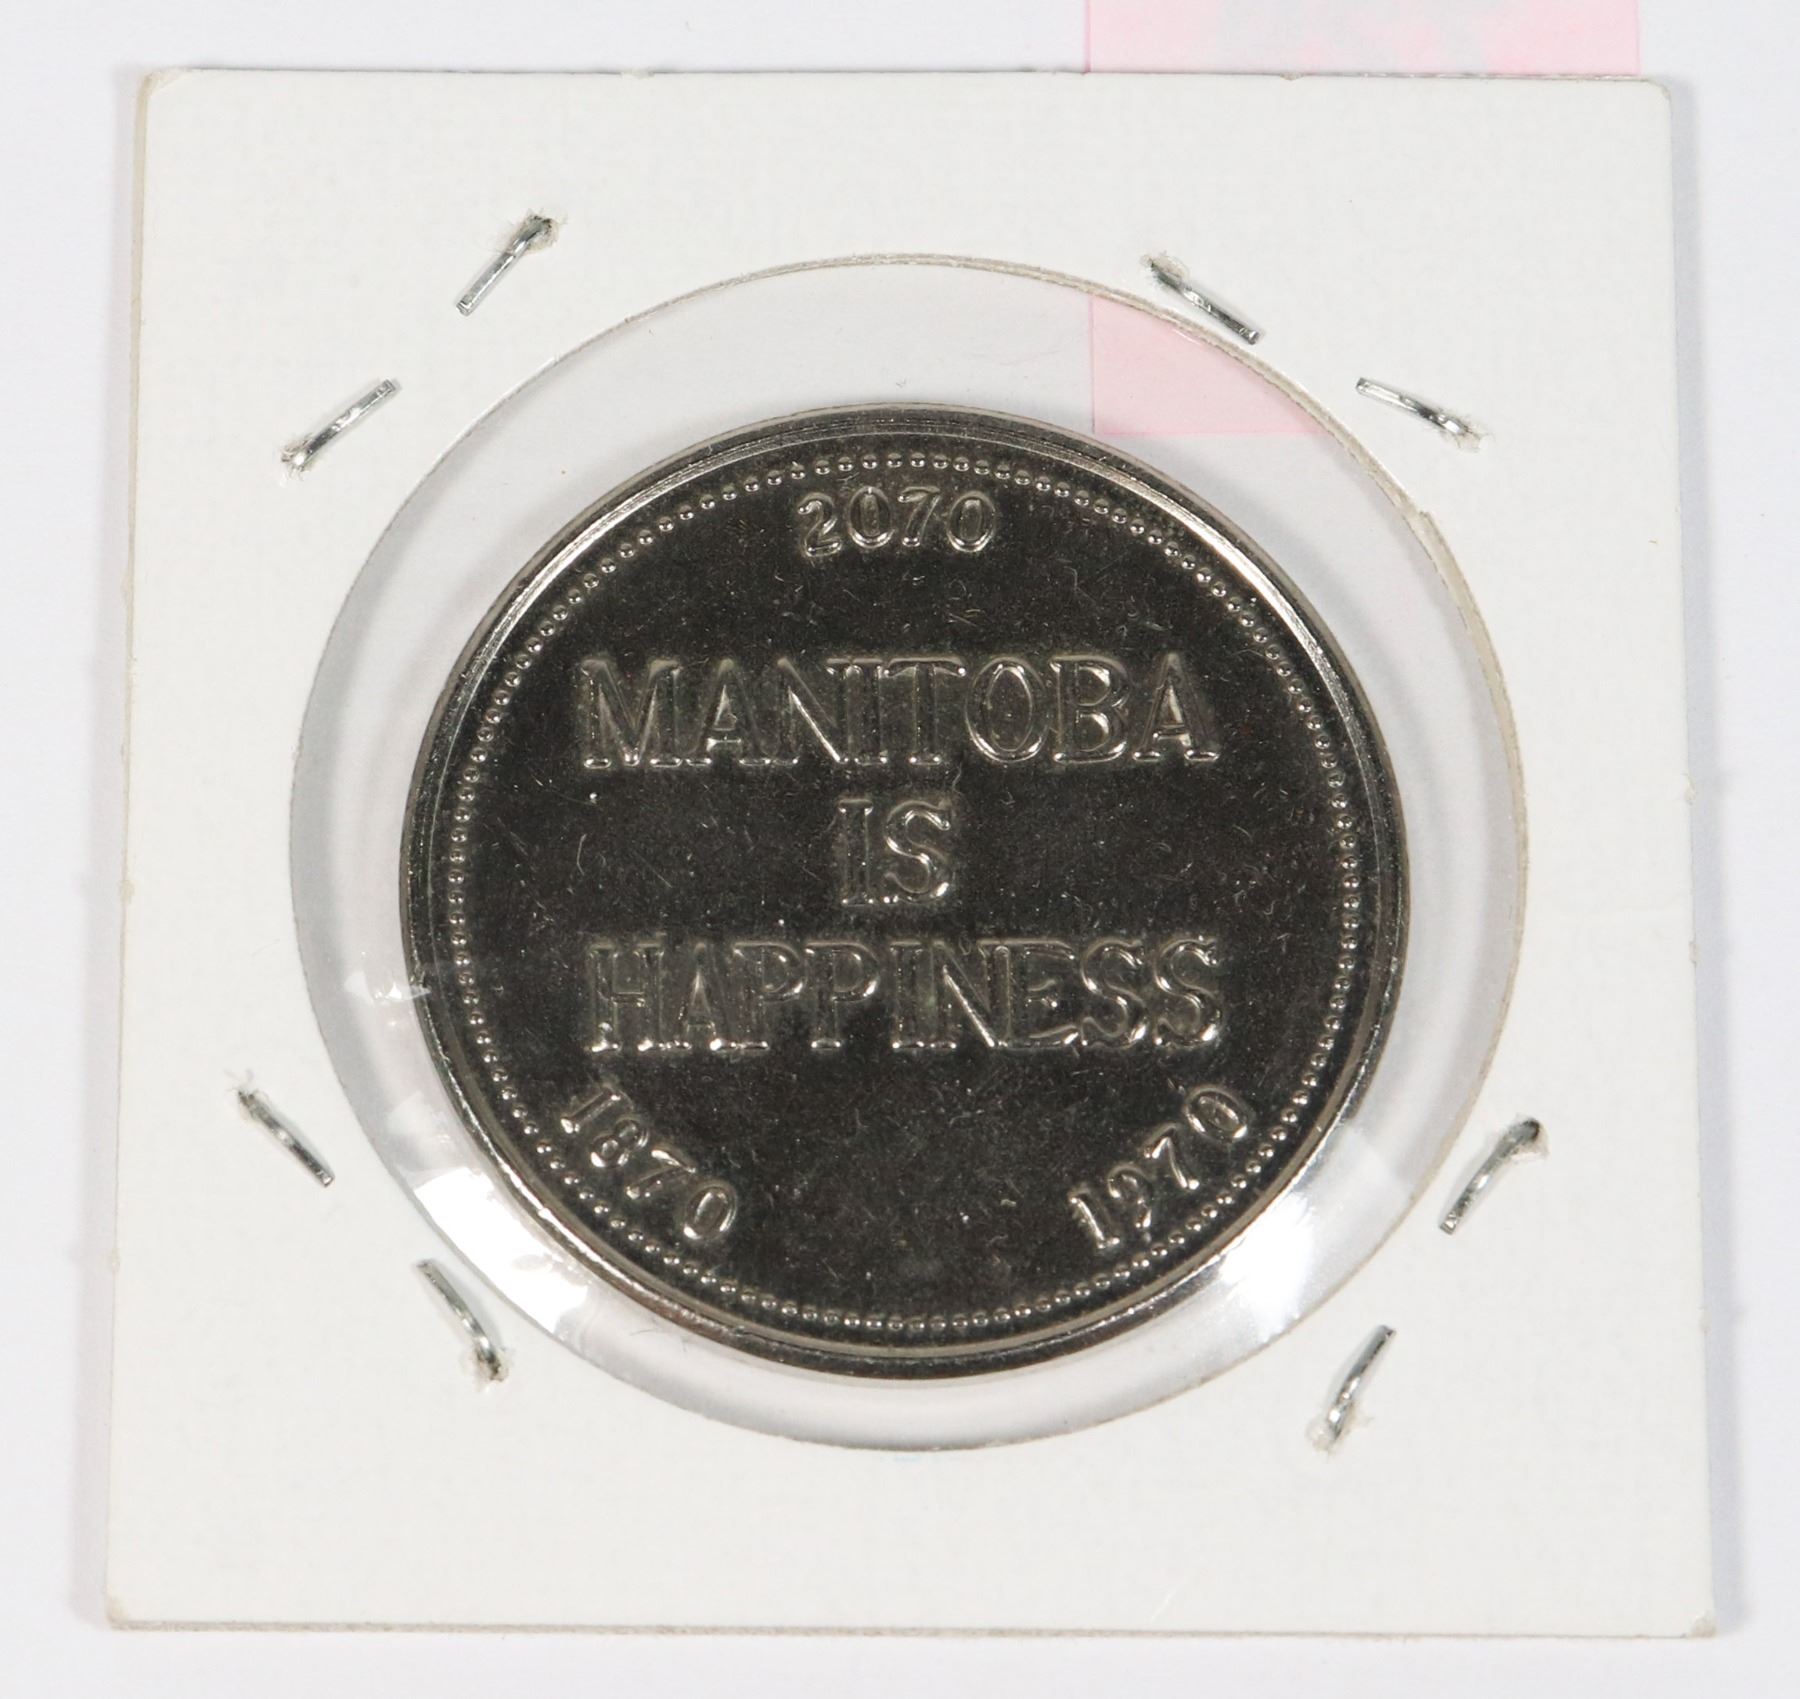 2070
MANITOBA
IS
HAPPINESS
1870
1970